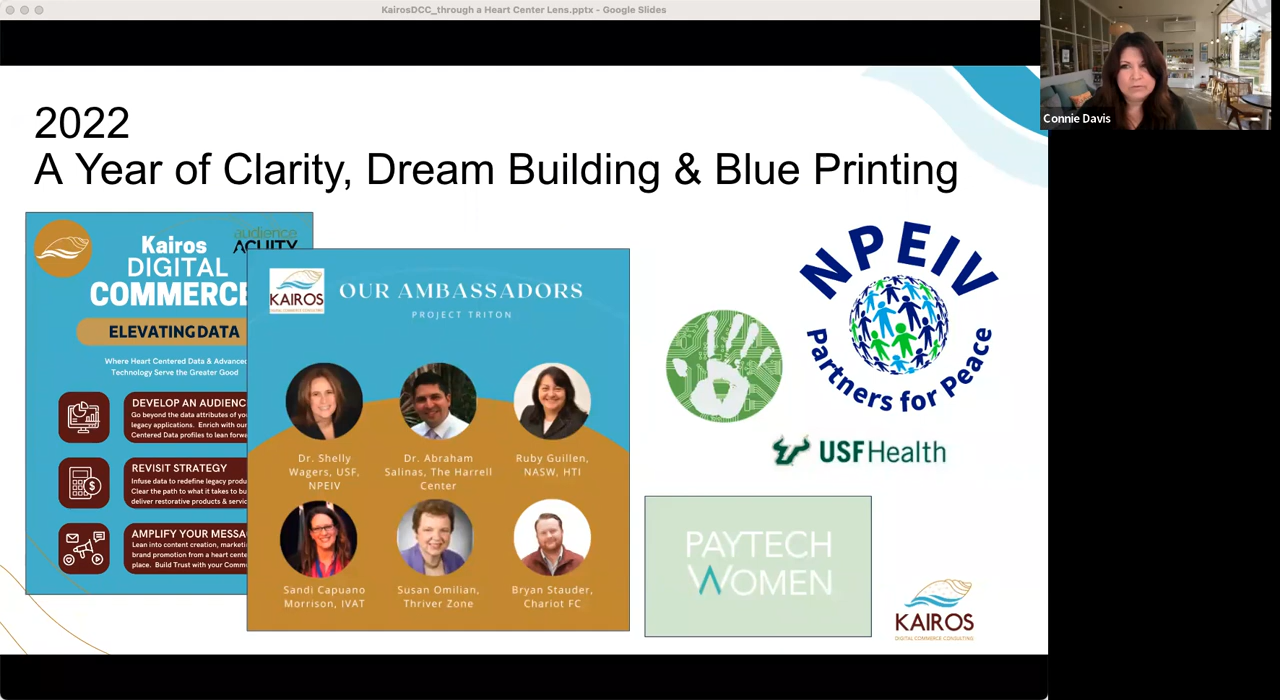 KairosDCC_through a Heart Center Lens.pptx - Google Slides
Connie Davis
2022
A Year of Clarity, Dream Building & Blue Printing
audience
ACUITY
Kairos
DIGITAL
COMMERCE
ELEVATING DATA
Where Heart Centered Data & Advanced
Technology Serve the Greater Good
DEVELOP AN AUDIENC
Go beyond the data attributes of yo
legacy applications. Enrich with our
Centered Data profiles to lean forwa
REVISIT STRATEGY
Infuse data to redefine legacy produ
Clear the path to what it takes to bu
deliver restorative products & servic
AMPLIFY YOUR MESSA
Lean into content creation, marketi
brand promotion from a heart cente
place. Build Trust with your Commu
KAIROS
DIGITAL COMMERCE CONSULTING
OUR AMBASSADORS
PROJECT TRITON
Dr. Shelly
Wagers, USF,
NPEIV
Dr. Abraham
Salinas, The Harrell
Center
Ruby Guillen,
NASW, HTI
Sandi Capuano
Morrison, IVAT
Susan Omilian,
Thriver Zone
Bryan Stauder,
Chariot FC
NPEIV
Partners for Peace
USF Health
PAYTECH
WOMEN
KAIROS
DIGITAL COMMERCE CONSULTING